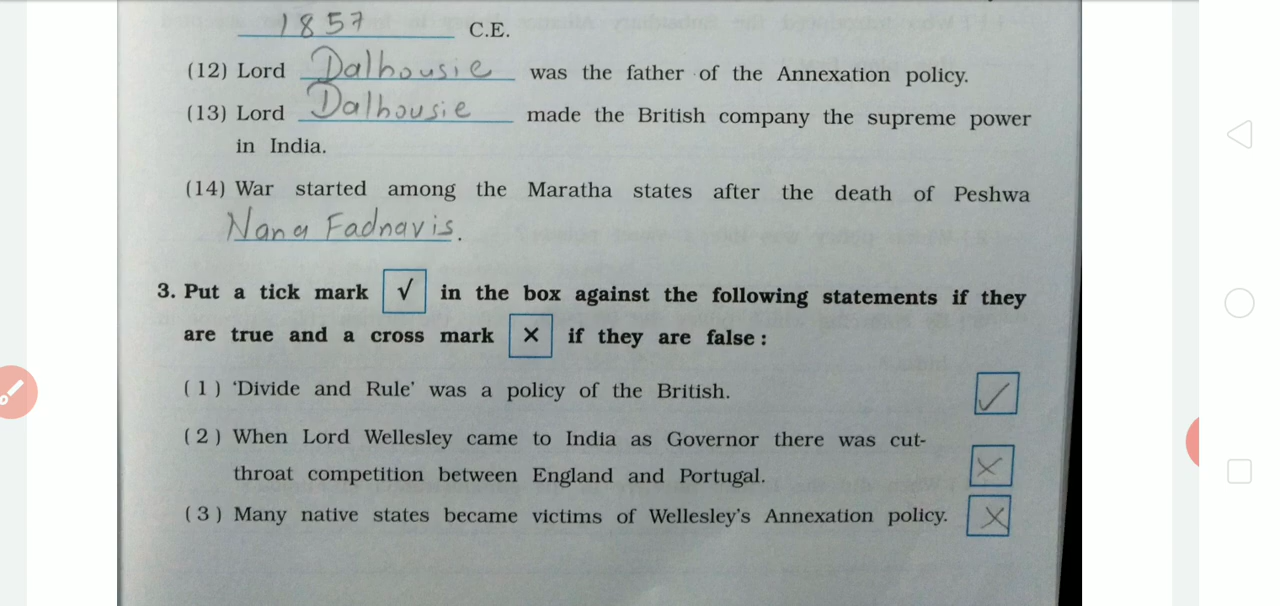 1857 C.E.
(12) Lord Dalhousie was the father of the Annexation policy.
(13) Lord Dalhousie made the British company the supreme power
in India.
(14) War started among the Maratha states after the death of Peshwa
Nana Fadnavis.
3. Put a tick mark √ in the box against the following statements if they
are true and a cross mark × if they are false :
( 1 ) ‘Divide and Rule’ was a policy of the British. ✓
( 2 ) When Lord Wellesley came to India as Governor there was cut-
throat competition between England and Portugal. ×
( 3 ) Many native states became victims of Wellesley’s Annexation policy. ×